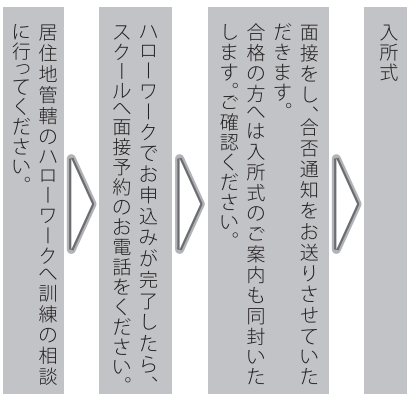 居住地管轄のハローワークへ訓練の相談
に行ってください。
ハローワークでお申込みが完了したら、
スクールへ面接予約のお電話をください。
面接をし、合否通知をお送りさせていた
だきます。
合格の方へは入所式のご案内も同封いた
します。ご確認ください。
入所式